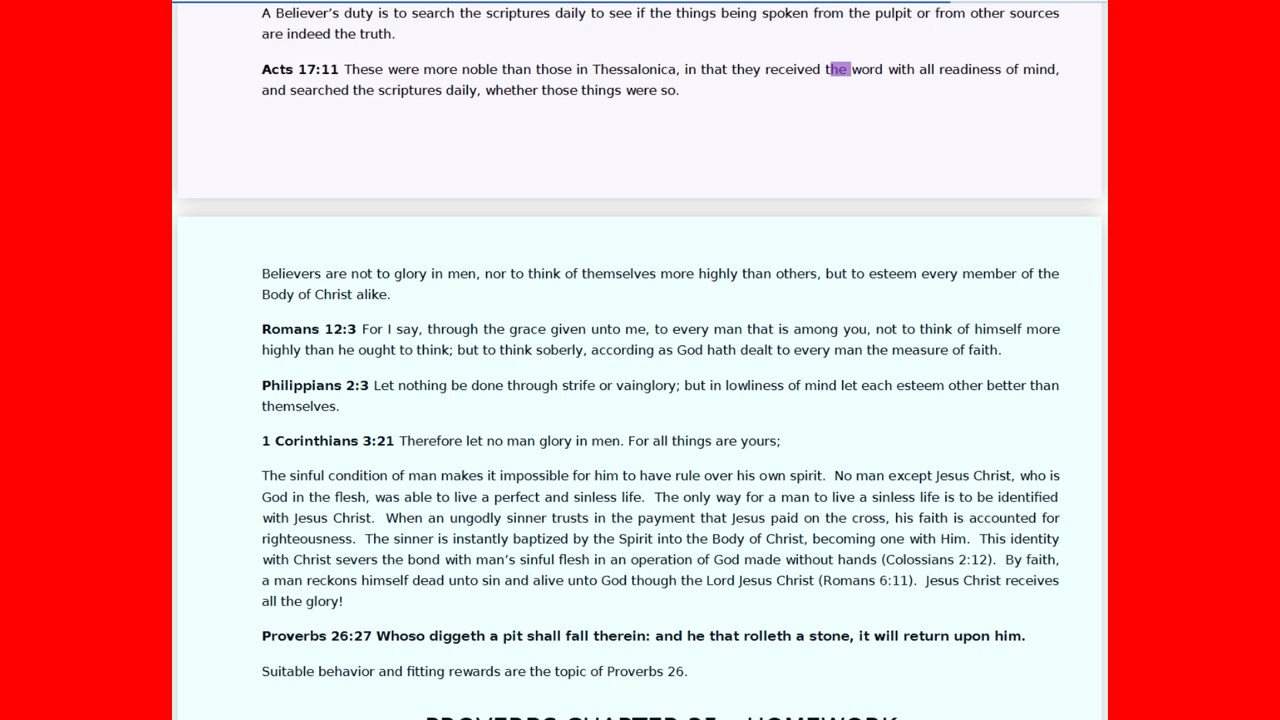 A Believer’s duty is to search the scriptures daily to see if the things being spoken from the pulpit or from other sources
are indeed the truth.
Acts 17:11 These were more noble than those in Thessalonica, in that they received the word with all readiness of mind,
and searched the scriptures daily, whether those things were so.
Believers are not to glory in men, nor to think of themselves more highly than others, but to esteem every member of the
Body of Christ alike.
Romans 12:3 For I say, through the grace given unto me, to every man that is among you, not to think of himself more
highly than he ought to think; but to think soberly, according as God hath dealt to every man the measure of faith.
Philippians 2:3 Let nothing be done through strife or vainglory; but in lowliness of mind let each esteem other better than
themselves.
1 Corinthians 3:21 Therefore let no man glory in men. For all things are yours;
The sinful condition of man makes it impossible for him to have rule over his own spirit.  No man except Jesus Christ, who is
God in the flesh, was able to live a perfect and sinless life.  The only way for a man to live a sinless life is to be identified
with Jesus Christ.  When an ungodly sinner trusts in the payment that Jesus paid on the cross, his faith is accounted for
righteousness.  The sinner is instantly baptized by the Spirit into the Body of Christ, becoming one with Him.  This identity
with Christ severs the bond with man’s sinful flesh in an operation of God made without hands (Colossians 2:12).  By faith,
a man reckons himself dead unto sin and alive unto God though the Lord Jesus Christ (Romans 6:11).  Jesus Christ receives
all the glory!
Proverbs 26:27 Whoso diggeth a pit shall fall therein: and he that rolleth a stone, it will return upon him.
Suitable behavior and fitting rewards are the topic of Proverbs 26.
PROVERBS CHAPTER 25 – HOMEWORK